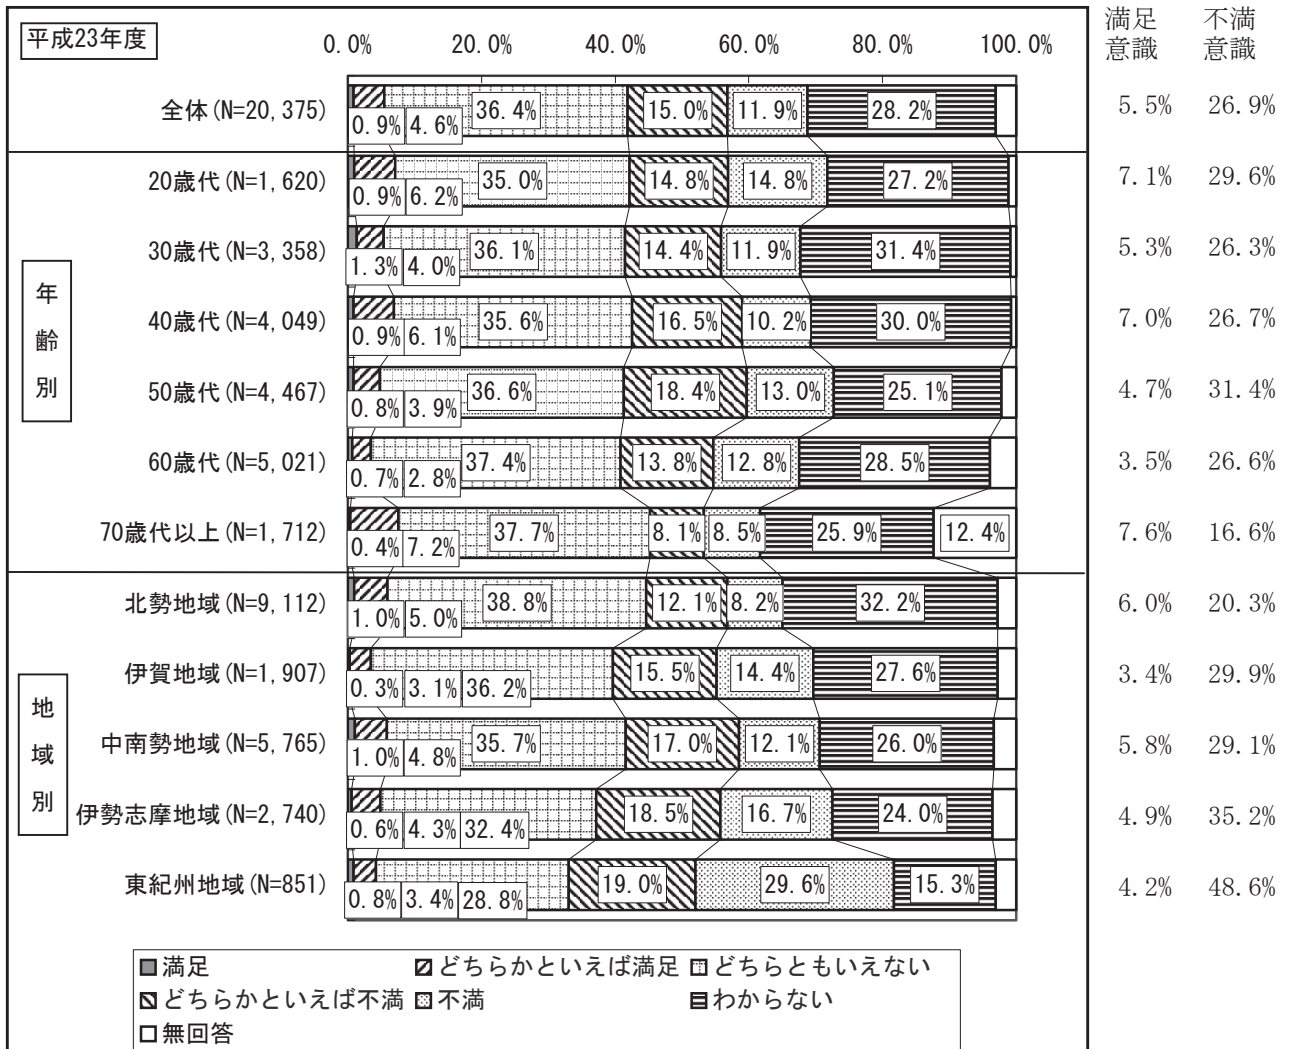 平成23年度
0.0% 20.0% 40.0% 60.0% 80.0% 100.0%
満足意識 不満意識
全体(N=20,375) 0.9% 4.6% 36.4% 15.0% 11.9% 28.2% 5.5% 26.9%
年齢別
20歳代(N=1,620) 0.9% 6.2% 35.0% 14.8% 14.8% 27.2% 7.1% 29.6%
30歳代(N=3,358) 1.3% 4.0% 36.1% 14.4% 11.9% 31.4% 5.3% 26.3%
40歳代(N=4,049) 0.9% 6.1% 35.6% 16.5% 10.2% 30.0% 7.0% 26.7%
50歳代(N=4,467) 0.8% 3.9% 36.6% 18.4% 13.0% 25.1% 4.7% 31.4%
60歳代(N=5,021) 0.7% 2.8% 37.4% 13.8% 12.8% 28.5% 3.5% 26.6%
70歳代以上(N=1,712) 0.4% 7.2% 37.7% 8.1% 8.5% 25.9% 12.4% 7.6% 16.6%
地域別
北勢地域(N=9,112) 1.0% 5.0% 38.8% 12.1% 8.2% 32.2% 6.0% 20.3%
伊賀地域(N=1,907) 0.3% 3.1% 36.2% 15.5% 14.4% 27.6% 3.4% 29.9%
中南勢地域(N=5,765) 1.0% 4.8% 35.7% 17.0% 12.1% 26.0% 5.8% 29.1%
伊勢志摩地域(N=2,740) 0.6% 4.3% 32.4% 18.5% 16.7% 24.0% 4.9% 35.2%
東紀州地域(N=851) 0.8% 3.4% 28.8% 19.0% 29.6% 15.3% 4.2% 48.6%
満足 どちらかといえば満足 どちらともいえない
どちらかといえば不満 不満 わからない
無回答